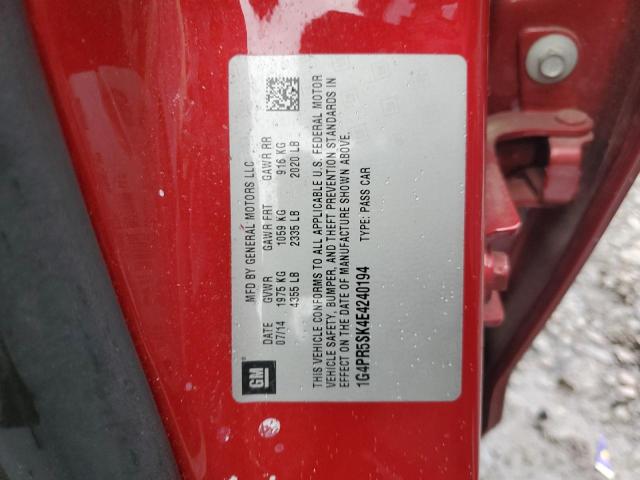 GM
MFD BY GENERAL MOTORS LLC
DATE GVWR GAWR FRT GAWR RR
07/14 1975 KG 1059 KG 916 KG
4355 LB 2335 LB 2020 LB
THIS VEHICLE CONFORMS TO ALL APPLICABLE U.S. FEDERAL MOTOR
VEHICLE SAFETY, BUMPER, AND THEFT PREVENTION STANDARDS IN
EFFECT ON THE DATE OF MANUFACTURE SHOWN ABOVE.
1G4PR5SK4E4240194 TYPE: PASS CAR